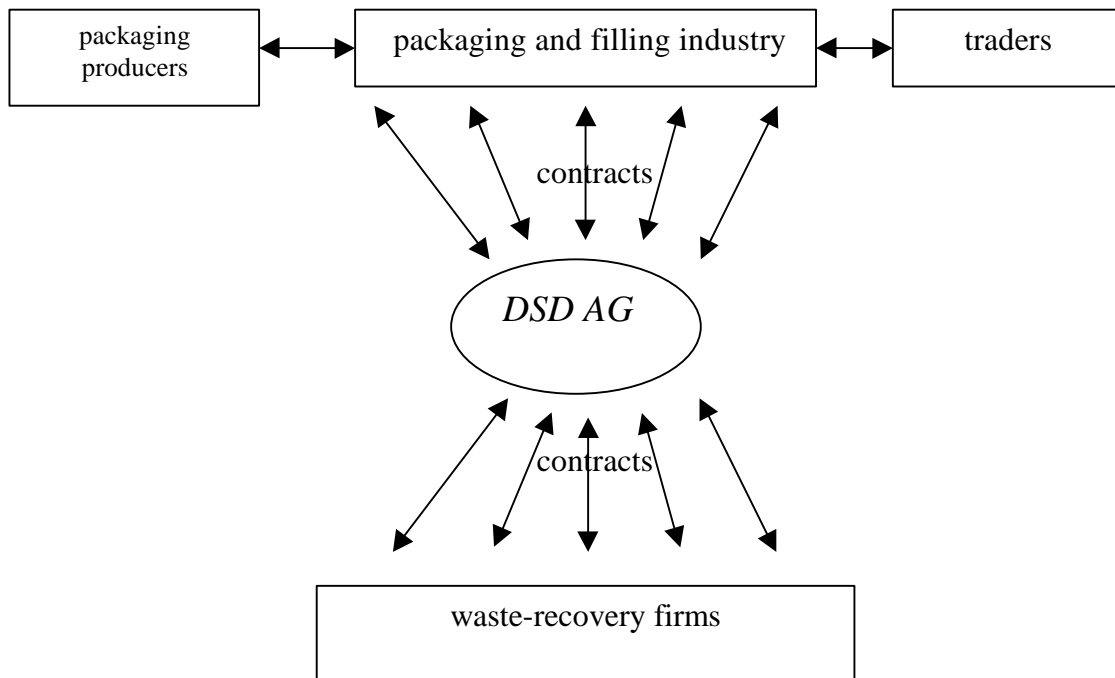 packaging
producers
packaging and filling industry
traders
contracts
DSD AG
contracts
waste-recovery firms